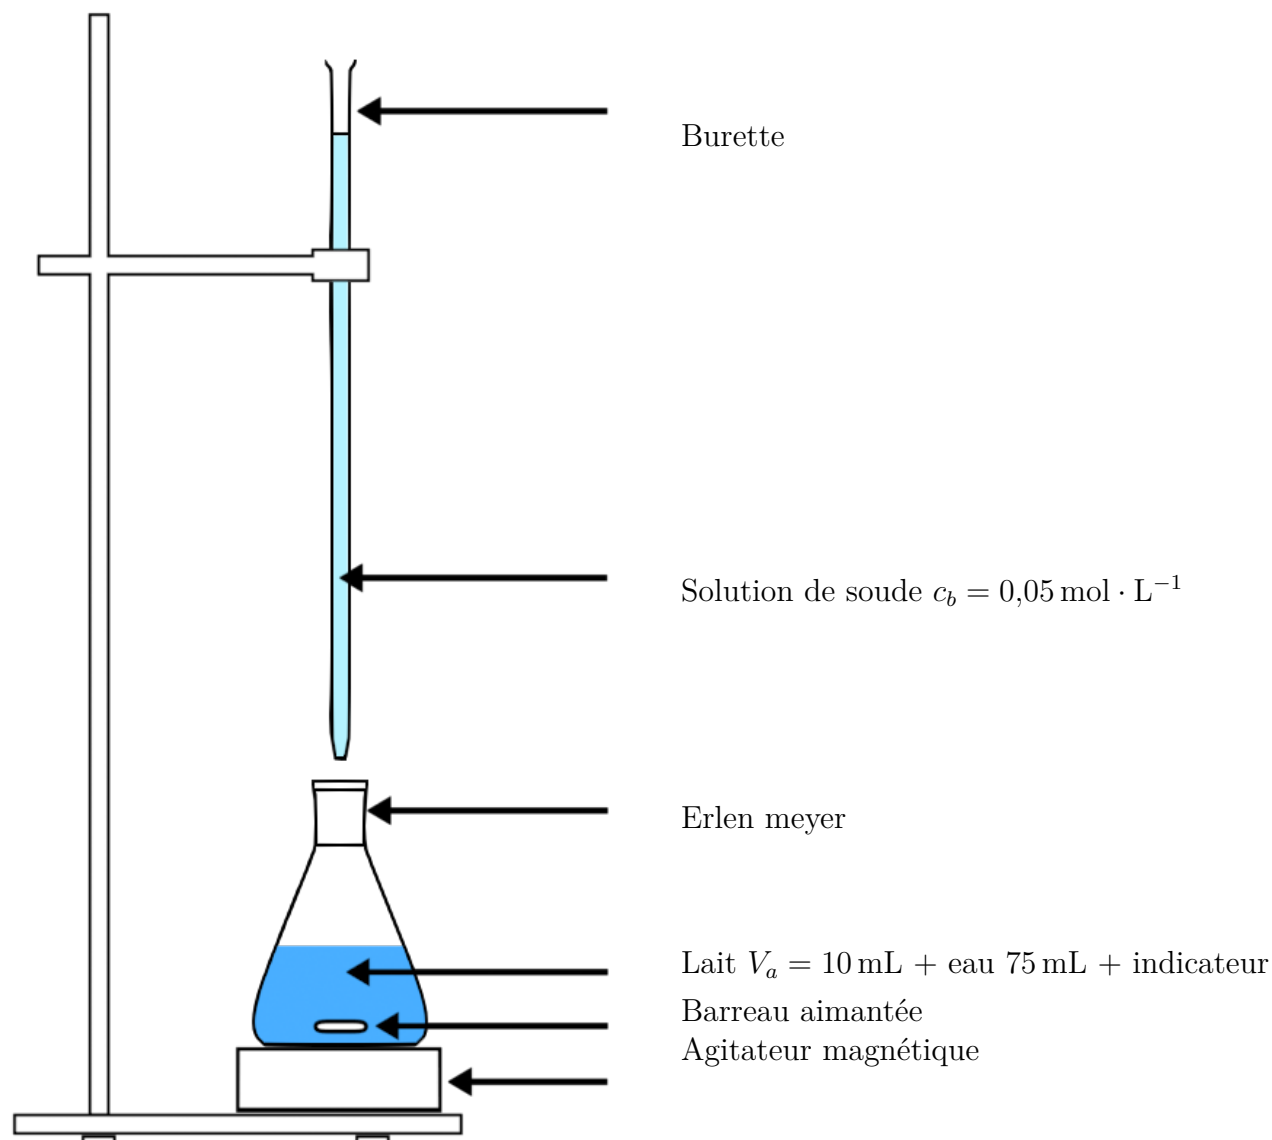 Burette
Solution de soude $c_b = 0{,}05\,\mathrm{mol \cdot L^{-1}}$
Erlen meyer
Lait $V_a = 10\,\mathrm{mL}$ + eau $75\,\mathrm{mL}$ + indicateur
Barreau aimantée
Agitateur magnétique